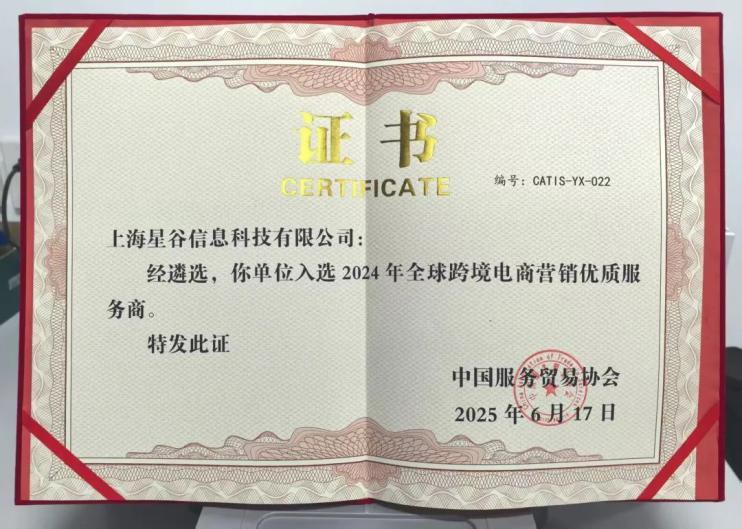 证书
CERTIFICATE
编号：CATIS-YX-022
上海星谷信息科技有限公司：
经遴选，你单位入选2024年全球跨境电商营销优质服
务商。
特发此证
中国服务贸易协会
2025年6月17日